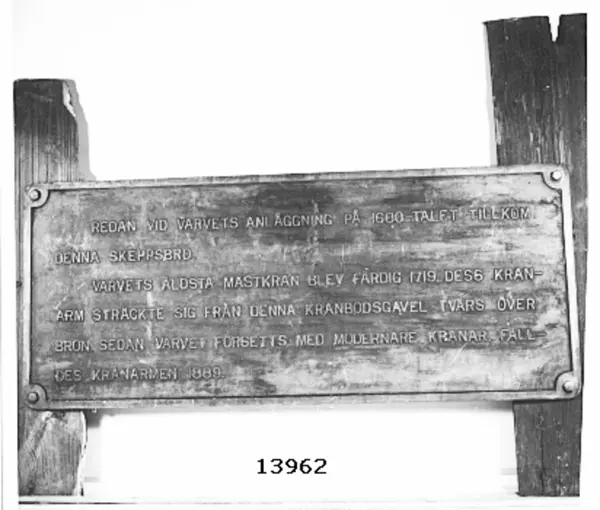 REDAN VID VARVETS ANLÄGGNING PÅ 1680-TALET TILLKOM
DENNA SKEPPSBRO.
VARVETS ÄLDSTA MASTKRAN BLEV FÄRDIG 1719. DESS KRAN-
ARM STRÄCKTE SIG FRÅN DENNA KRANBODSGAVEL TVÄRS ÖVER
BRON. SEDAN VARVET FÖRSETTS MED MODERNARE KRANAR, FÄLL-
DES KRANARMEN 1889.
13962